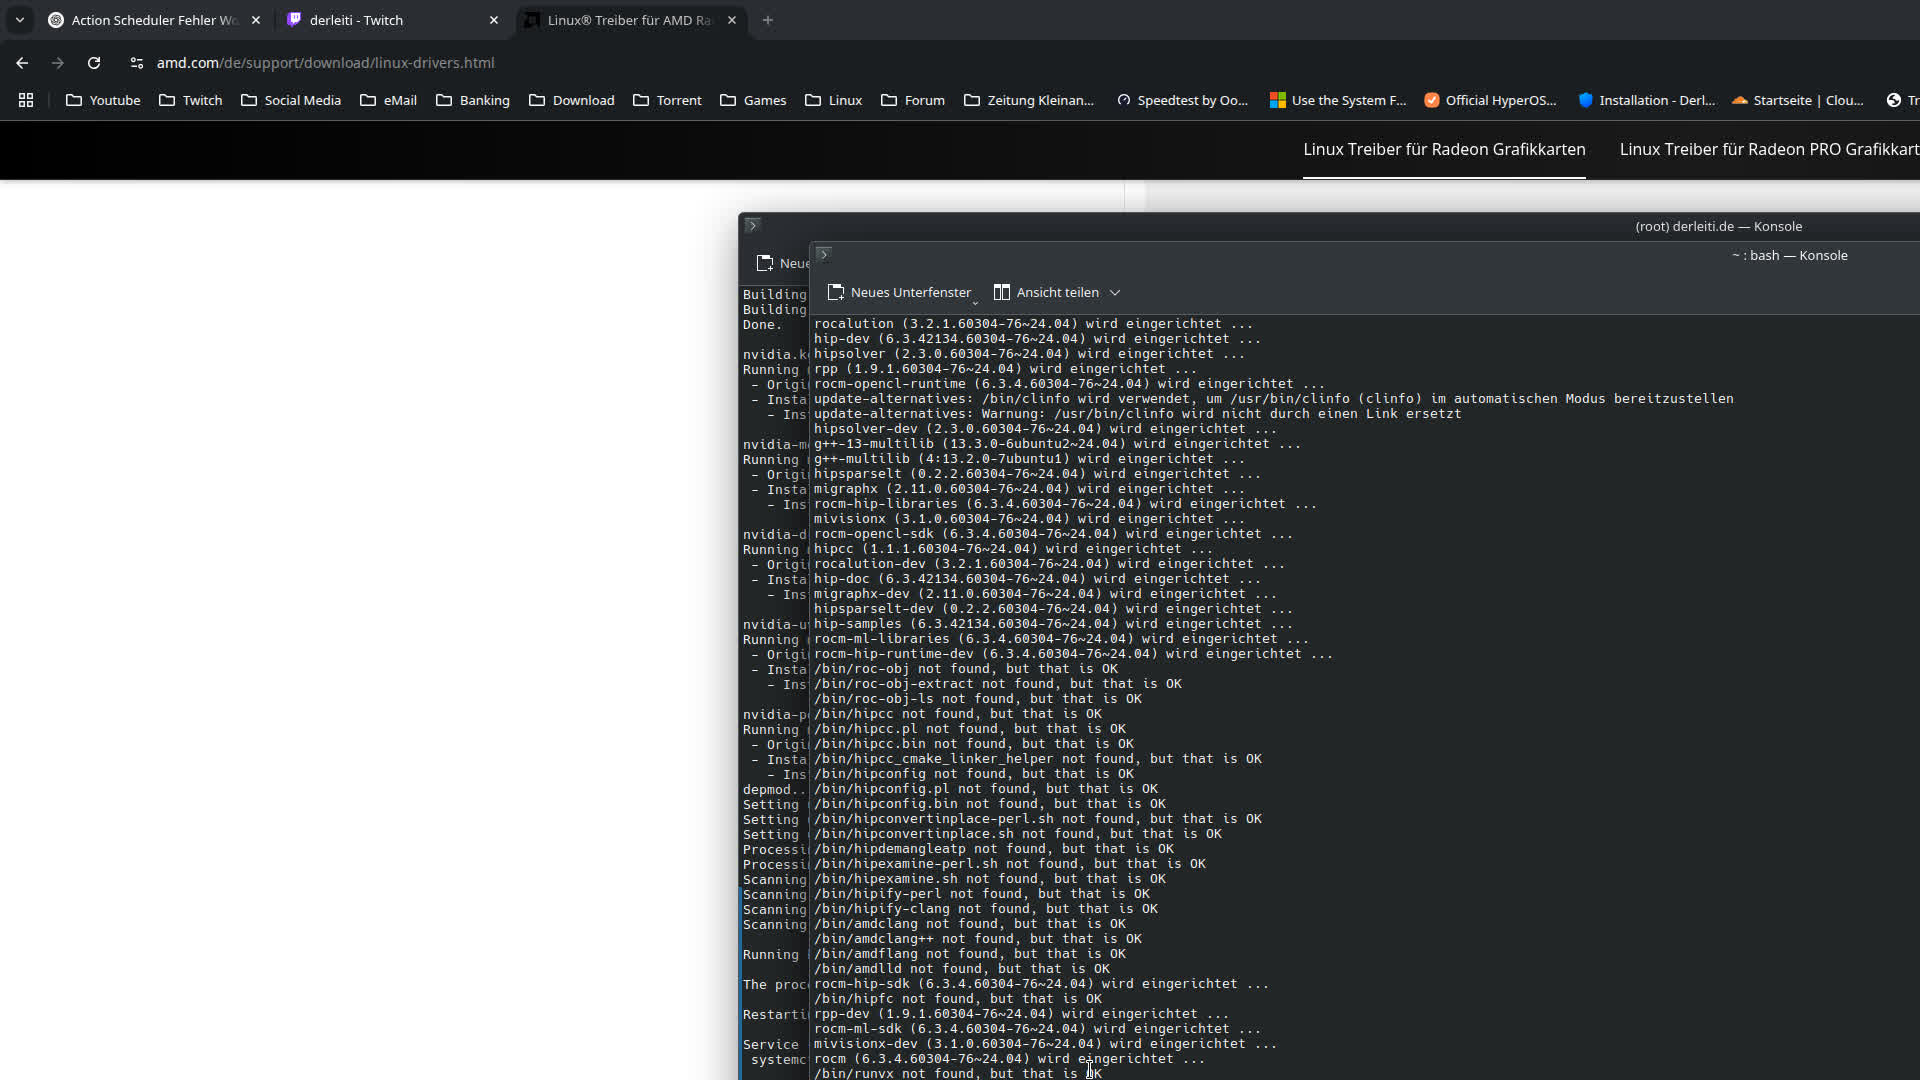 Action Scheduler Fehler Wo
derleiti - Twitch
Linux® Treiber für AMD Ra
amd.com/de/support/download/linux-drivers.html
Youtube
Twitch
Social Media
eMail
Banking
Download
Torrent
Games
Linux
Forum
Zeitung Kleinan...
Speedtest by Oo...
Use the System F...
Official HyperOS...
Installation - Derl...
Startseite | Clou...
Tr
Linux Treiber für Radeon Grafikkarten
Linux Treiber für Radeon PRO Grafikkart
(root) derleiti.de — Konsole
Neue
~ : bash — Konsole
Neues Unterfenster
Ansicht teilen
Building
Building
Done.
nvidia.k
Running
- Origi
- Insta
- Ins
nvidia-m
Running
- Origi
- Insta
- Ins
nvidia-d
Running
- Origi
- Insta
- Ins
nvidia-u
Running
- Origi
- Insta
- Ins
nvidia-p
Running
- Origi
- Insta
- Ins
depmod..
Setting
Setting
Setting
Processi
Processi
Scanning
Scanning
Scanning
Scanning
Running
The proc
Restarti
Service
systemc
rocalution (3.2.1.60304-76~24.04) wird eingerichtet ...
hip-dev (6.3.42134.60304-76~24.04) wird eingerichtet ...
hipsolver (2.3.0.60304-76~24.04) wird eingerichtet ...
rpp (1.9.1.60304-76~24.04) wird eingerichtet ...
rocm-opencl-runtime (6.3.4.60304-76~24.04) wird eingerichtet ...
update-alternatives: /bin/clinfo wird verwendet, um /usr/bin/clinfo (clinfo) im automatischen Modus bereitzustellen
update-alternatives: Warnung: /usr/bin/clinfo wird nicht durch einen Link ersetzt
hipsolver-dev (2.3.0.60304-76~24.04) wird eingerichtet ...
g++-13-multilib (13.3.0-6ubuntu2~24.04) wird eingerichtet ...
g++-multilib (4:13.2.0-7ubuntu1) wird eingerichtet ...
hipsparselt (0.2.2.60304-76~24.04) wird eingerichtet ...
migraphx (2.11.0.60304-76~24.04) wird eingerichtet ...
rocm-hip-libraries (6.3.4.60304-76~24.04) wird eingerichtet ...
mivisionx (3.1.0.60304-76~24.04) wird eingerichtet ...
rocm-opencl-sdk (6.3.4.60304-76~24.04) wird eingerichtet ...
hipcc (1.1.1.60304-76~24.04) wird eingerichtet ...
rocalution-dev (3.2.1.60304-76~24.04) wird eingerichtet ...
hip-doc (6.3.42134.60304-76~24.04) wird eingerichtet ...
migraphx-dev (2.11.0.60304-76~24.04) wird eingerichtet ...
hipsparselt-dev (0.2.2.60304-76~24.04) wird eingerichtet ...
hip-samples (6.3.42134.60304-76~24.04) wird eingerichtet ...
rocm-ml-libraries (6.3.4.60304-76~24.04) wird eingerichtet ...
rocm-hip-runtime-dev (6.3.4.60304-76~24.04) wird eingerichtet ...
/bin/roc-obj not found, but that is OK
/bin/roc-obj-extract not found, but that is OK
/bin/roc-obj-ls not found, but that is OK
/bin/hipcc not found, but that is OK
/bin/hipcc.pl not found, but that is OK
/bin/hipcc.bin not found, but that is OK
/bin/hipcc_cmake_linker_helper not found, but that is OK
/bin/hipconfig not found, but that is OK
/bin/hipconfig.pl not found, but that is OK
/bin/hipconfig.bin not found, but that is OK
/bin/hipconvertinplace-perl.sh not found, but that is OK
/bin/hipconvertinplace.sh not found, but that is OK
/bin/hipdemangleatp not found, but that is OK
/bin/hipexamine-perl.sh not found, but that is OK
/bin/hipexamine.sh not found, but that is OK
/bin/hipify-perl not found, but that is OK
/bin/hipify-clang not found, but that is OK
/bin/amdclang not found, but that is OK
/bin/amdclang++ not found, but that is OK
/bin/amdflang not found, but that is OK
/bin/amdlld not found, but that is OK
rocm-hip-sdk (6.3.4.60304-76~24.04) wird eingerichtet ...
/bin/hipfc not found, but that is OK
rpp-dev (1.9.1.60304-76~24.04) wird eingerichtet ...
rocm-ml-sdk (6.3.4.60304-76~24.04) wird eingerichtet ...
mivisionx-dev (3.1.0.60304-76~24.04) wird eingerichtet ...
rocm (6.3.4.60304-76~24.04) wird eingerichtet ...
/bin/runvx not found, but that is OK